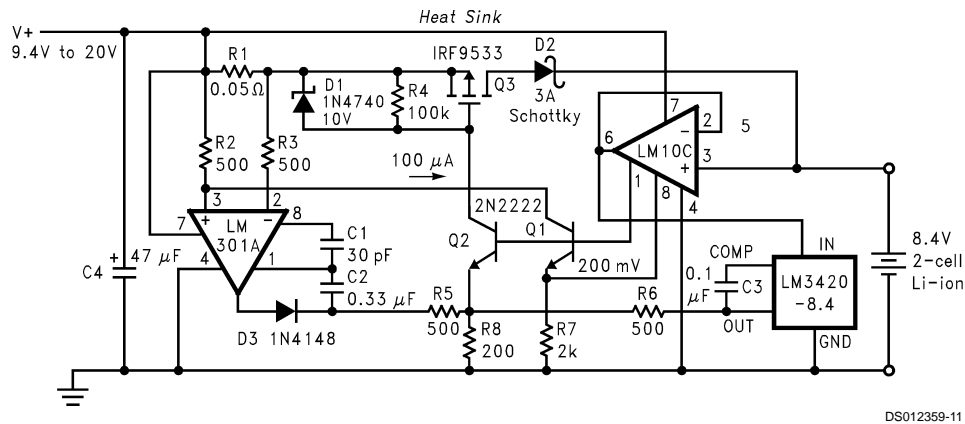 Heat Sink
V+
9.4V to 20V
R1
0.05Ω
D1
1N4740
10V
R4
100k
IRF9533
Q3
D2
3A
Schottky
R2
500
R3
500
100 μA
6
7
2
5
LM10C
−
+
3
1
8
4
3
2
+
−
7
LM
301A
8
4
1
C1
30 pF
C2
0.33 μF
2N2222
Q2
Q1
200 mV
COMP
IN
0.1
μF
C3
LM3420
-8.4
OUT
GND
8.4V
2-cell
Li-ion
+
47 μF
C4
D3 1N4148
R5
500
R6
500
R8
200
R7
2k
DS012359-11